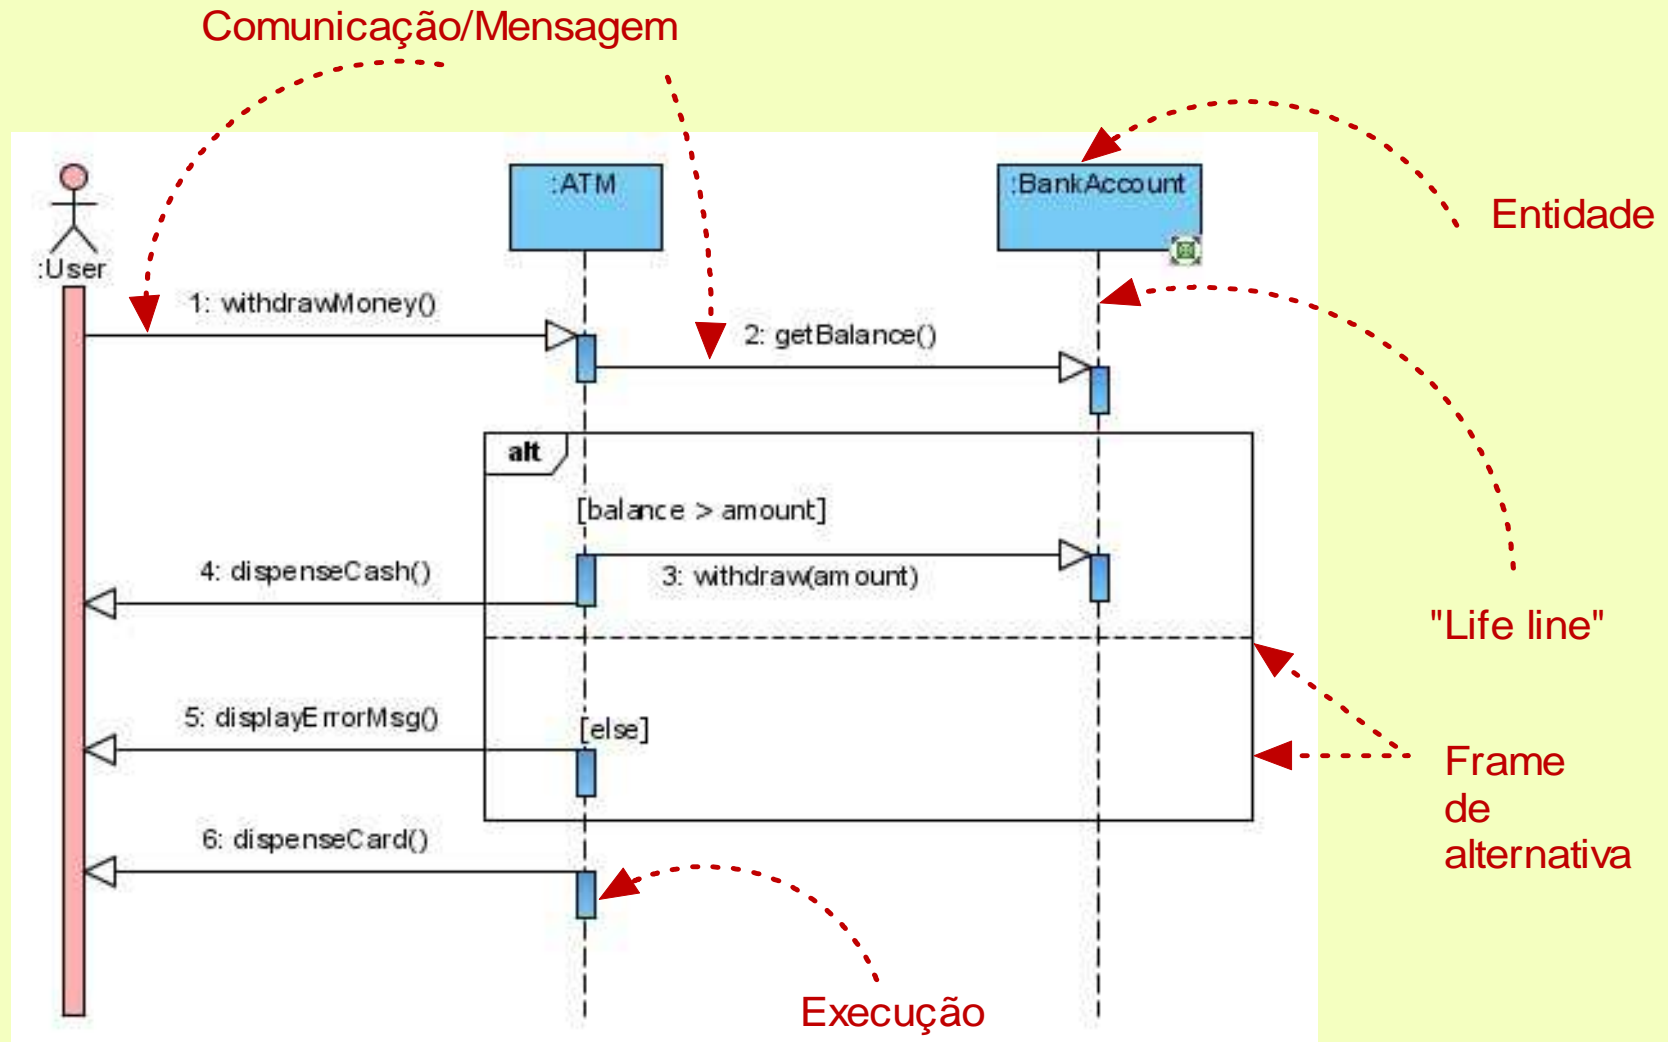 Comunicação/Mensagem
:ATM
:BankAccount
Entidade
:User
1: withdrawMoney()
2: getBalance()
alt
[balance > amount]
4: dispenseCash()
3: withdraw(amount)
"Life line"
5: displayErrorMsg()
[else]
Frame
de
alternativa
6: dispenseCard()
Execução